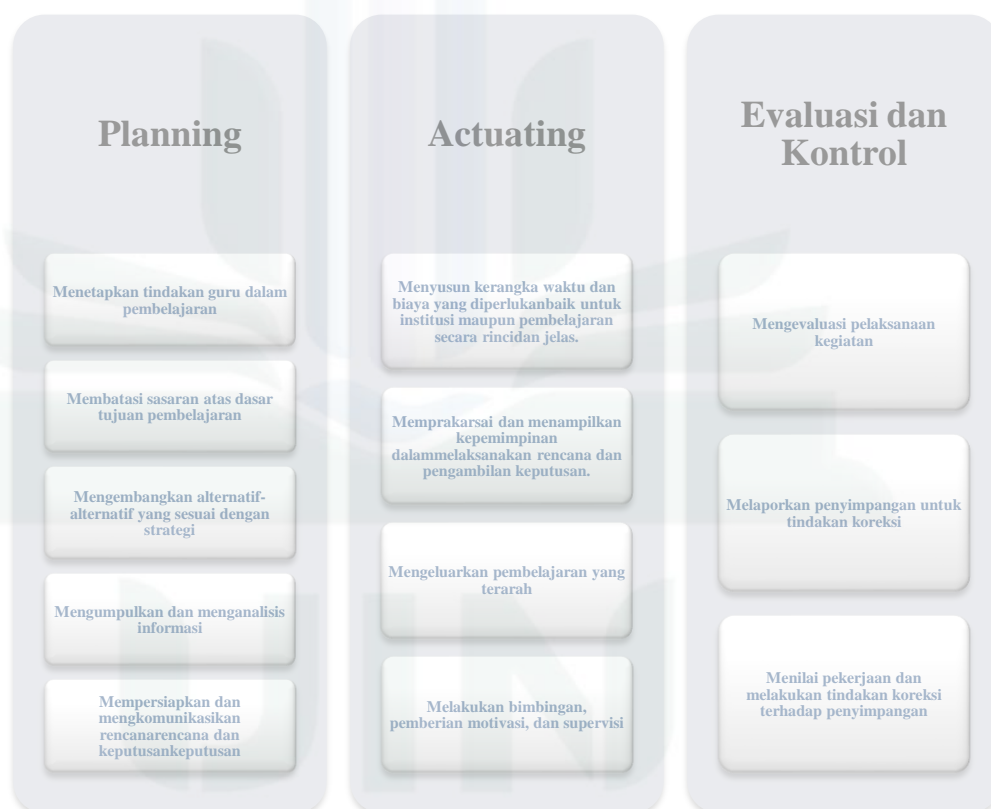 Planning
Menetapkan tindakan guru dalam
pembelajaran
Membatasi sasaran atas dasar
tujuan pembelajaran
Mengembangkan alternatif-
alternatif yang sesuai dengan
strategi
Mengumpulkan dan menganalisis
informasi
Mempersiapkan dan
mengkomunikasikan
rencanarencana dan
keputusankeputusan
Actuating
Menyusun kerangka waktu dan
biaya yang diperlukanbaik untuk
institusi maupun pembelajaran
secara rincidan jelas.
Memprakarsai dan menampilkan
kepemimpinan
dalammelaksanakan rencana dan
pengambilan keputusan.
Mengeluarkan pembelajaran yang
terarah
Melakukan bimbingan,
pemberian motivasi, dan supervisi
Evaluasi dan
Kontrol
Mengevaluasi pelaksanaan
kegiatan
Melaporkan penyimpangan untuk
tindakan koreksi
Menilai pekerjaan dan
melakukan tindakan koreksi
terhadap penyimpangan
UIN